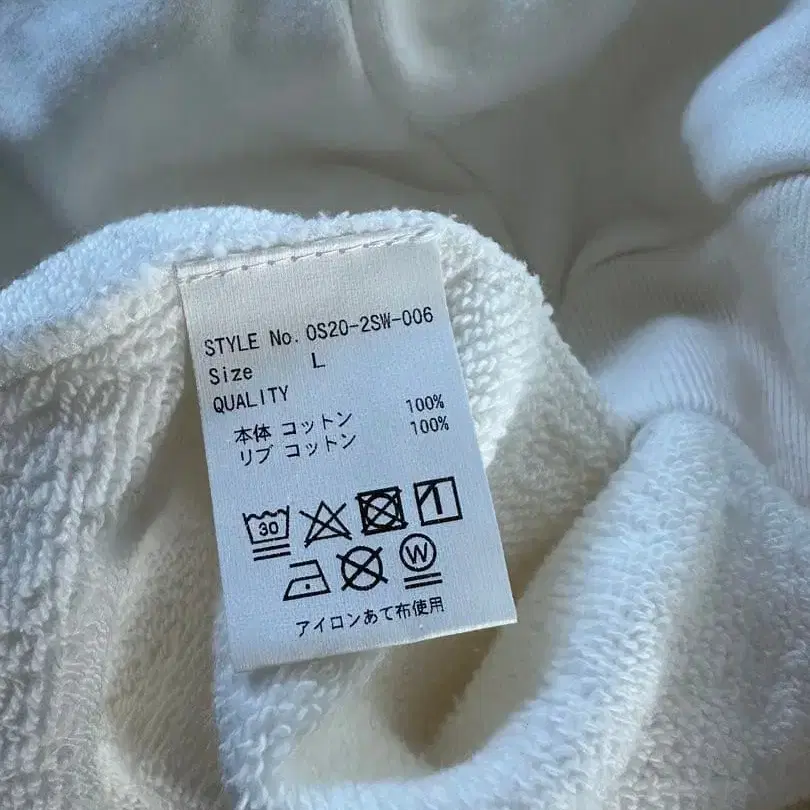 STYLE No. OS20-2SW-006
Size L
QUALITY
本体 コットン 100%
リブ コットン 100%
30
W
アイロンあて布使用